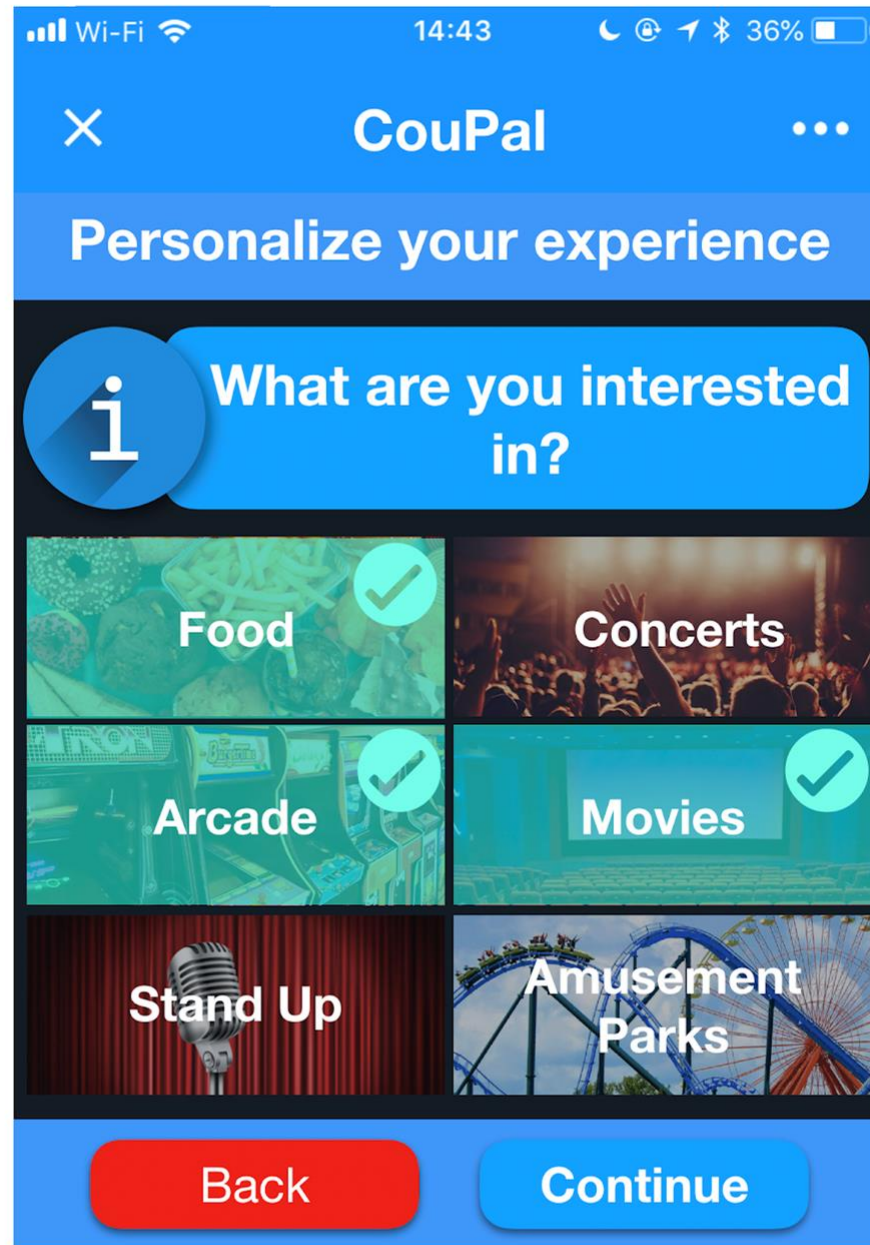 Wi-Fi 14:43 36%
CouPal
Personalize your experience
i
What are you interested
in?
Food
Concerts
TRON
Arcade
Movies
Stand Up
Amusement
Parks
Back
Continue